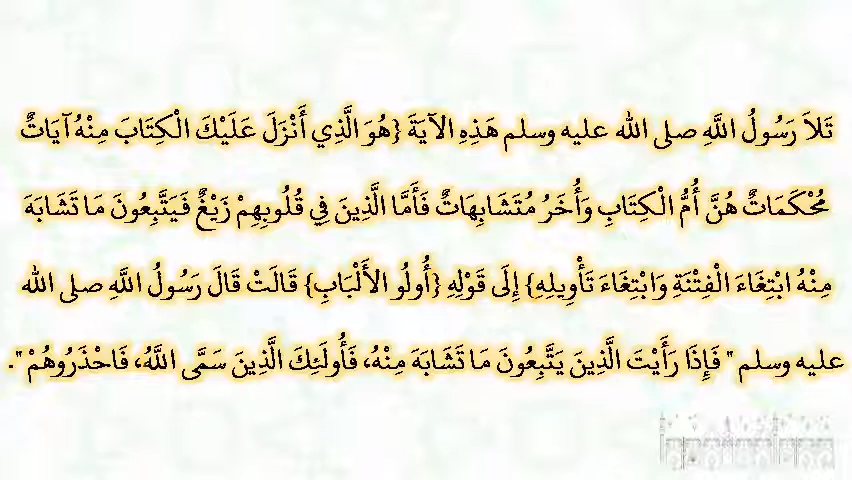 تَلاَ رَسُولُ اللَّهِ صلى الله عليه وسلم هَذِهِ الآيَةَ {هُوَ الَّذِي أَنْزَلَ عَلَيْكَ الْكِتَابَ مِنْهُ آيَاتٌ
مُحْكَمَاتٌ هُنَّ أُمُّ الْكِتَابِ وَأُخَرُ مُتَشَابِهَاتٌ فَأَمَّا الَّذِينَ فِي قُلُوبِهِمْ زَيْغٌ فَيَتَّبِعُونَ مَا تَشَابَهَ
مِنْهُ ابْتِغَاءَ الْفِتْنَةِ وَابْتِغَاءَ تَأْوِيلِهِ} إِلَى قَوْلِهِ {أُولُو الأَلْبَابِ} قَالَتْ قَالَ رَسُولُ اللَّهِ صلى الله
عليه وسلم " فَإِذَا رَأَيْتَ الَّذِينَ يَتَّبِعُونَ مَا تَشَابَهَ مِنْهُ، فَأُولَئِكَ الَّذِينَ سَمَّى اللَّهُ، فَاحْذَرُوهُمْ ".